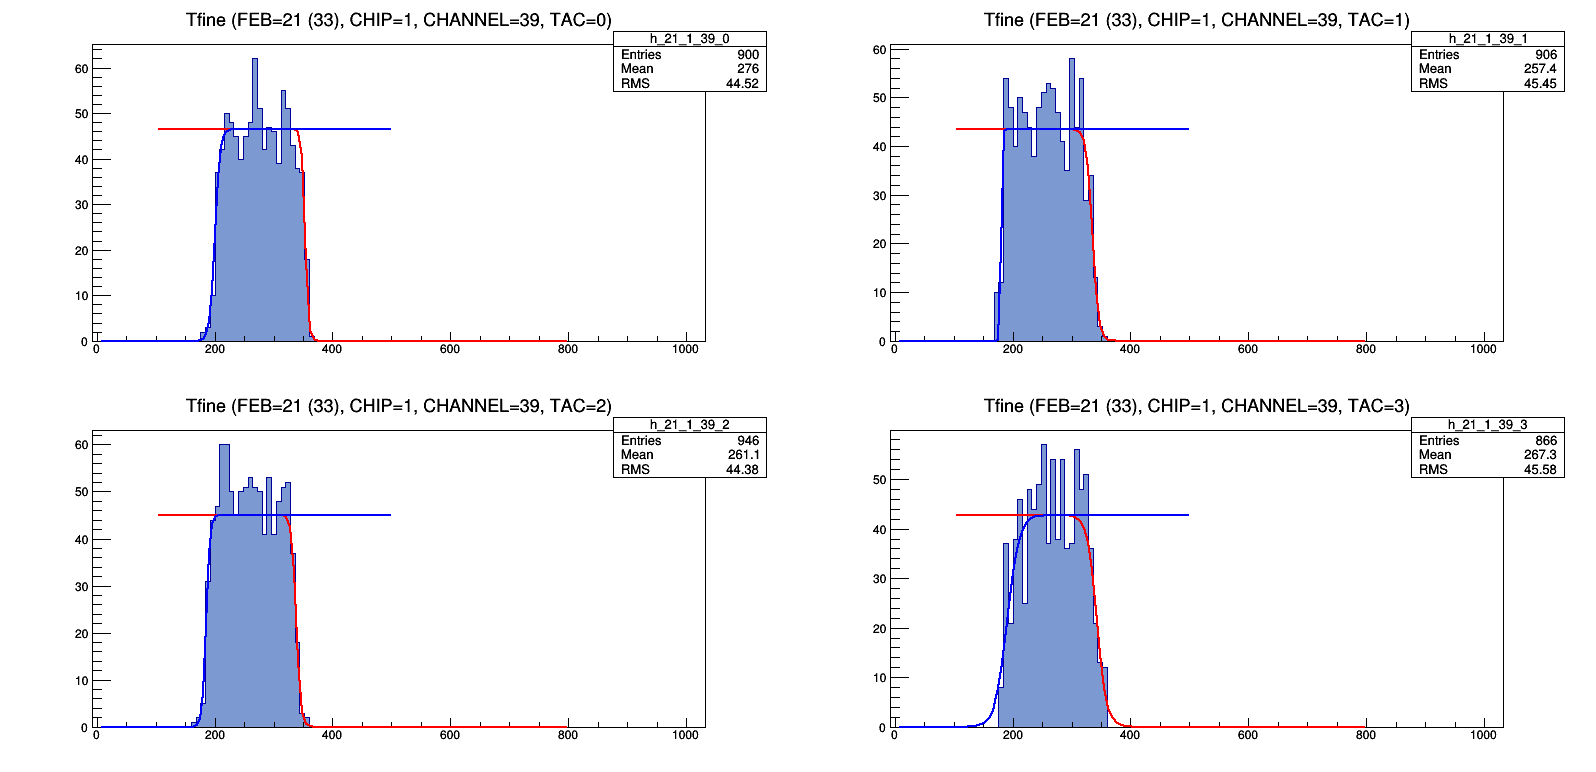 Tfine (FEB=21 (33), CHIP=1, CHANNEL=39, TAC=0)
h_21_1_39_0
Entries 900
Mean 276
RMS 44.52
60
50
40
30
20
10
0
0 200 400 600 800 1000
Tfine (FEB=21 (33), CHIP=1, CHANNEL=39, TAC=1)
h_21_1_39_1
Entries 906
Mean 257.4
RMS 45.45
60
50
40
30
20
10
0
0 200 400 600 800 1000
Tfine (FEB=21 (33), CHIP=1, CHANNEL=39, TAC=2)
h_21_1_39_2
Entries 946
Mean 261.1
RMS 44.38
60
50
40
30
20
10
0
0 200 400 600 800 1000
Tfine (FEB=21 (33), CHIP=1, CHANNEL=39, TAC=3)
h_21_1_39_3
Entries 866
Mean 267.3
RMS 45.58
50
40
30
20
10
0
0 200 400 600 800 1000